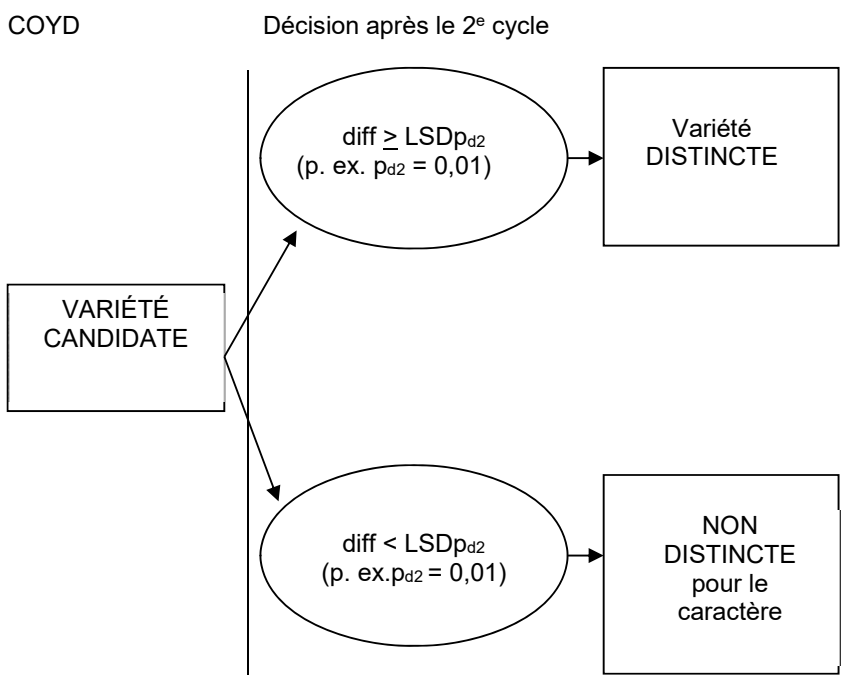 COYD
Décision après le 2e cycle
diff ≥ LSDpd2
(p. ex. pd2 = 0,01)
Variété
DISTINCTE
VARIÉTÉ
CANDIDATE
diff < LSDpd2
(p. ex.pd2 = 0,01)
NON
DISTINCTE
pour le
caractère